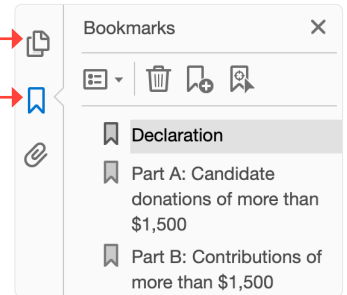 Bookmarks
Declaration
Part A: Candidate
donations of more than
$1,500
Part B: Contributions of
more than $1,500